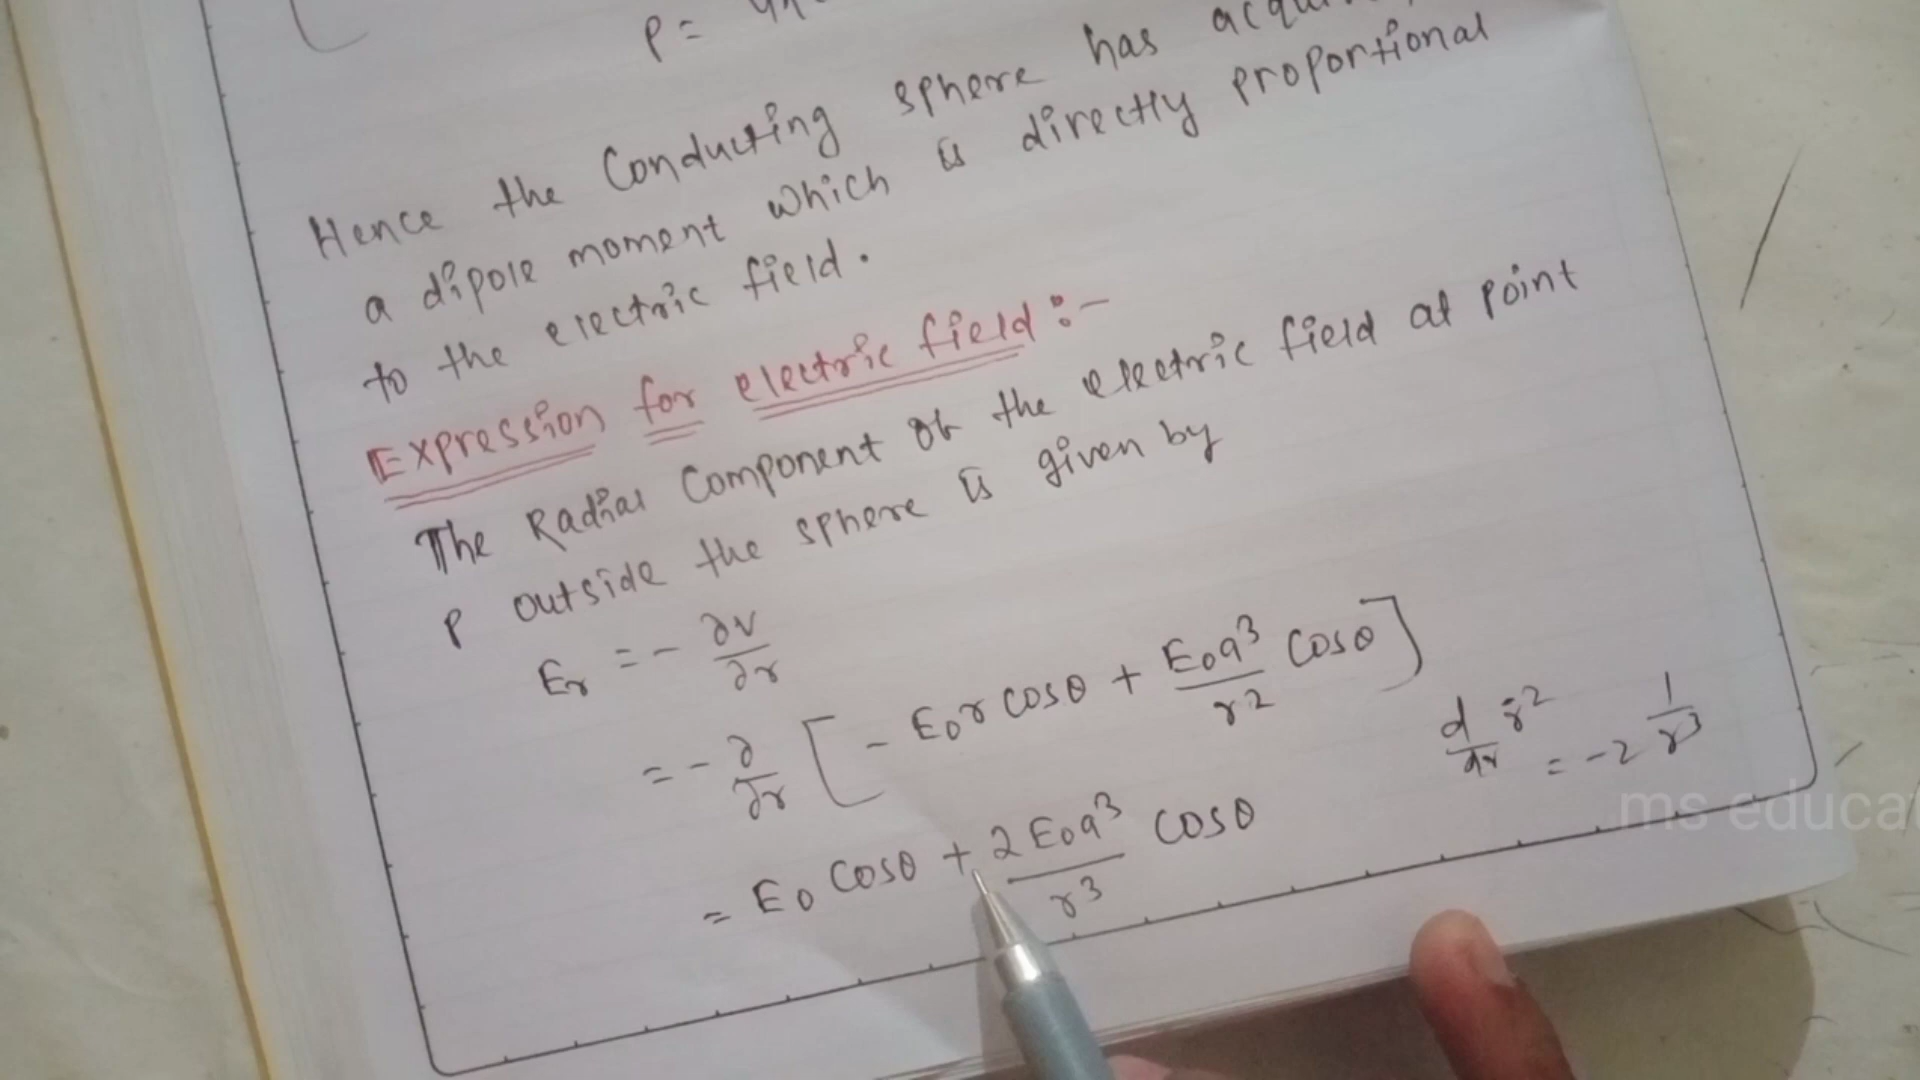 P =
Hence the Conducting sphere has
a dipole moment which is directly proportional
to the electric field.
Expression for electric field :-
The Radial Component of the electric field at point
P outside the sphere is given by
Er = - ∂V/∂r
= - ∂/∂r [ - E0 r cosθ + E0a³/r² cosθ ]
d/dr r⁻² = -2 1/r³
= E0 cosθ + 2E0a³/r³ cosθ
ms educa